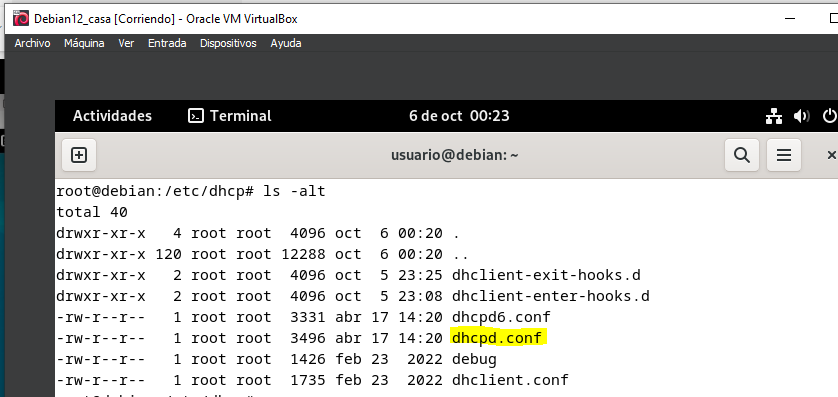 Debian12_casa [Corriendo] - Oracle VM VirtualBox
Archivo Máquina Ver Entrada Dispositivos Ayuda
Actividades Terminal 6 de oct 00:23
usuario@debian: ~
root@debian:/etc/dhcp# ls -alt
total 40
drwxr-xr-x   4 root root  4096 oct  6 00:20 .
drwxr-xr-x 120 root root 12288 oct  6 00:20 ..
drwxr-xr-x   2 root root  4096 oct  5 23:25 dhclient-exit-hooks.d
drwxr-xr-x   2 root root  4096 oct  5 23:08 dhclient-enter-hooks.d
-rw-r--r--   1 root root  3331 abr 17 14:20 dhcpd6.conf
-rw-r--r--   1 root root  3496 abr 17 14:20 dhcpd.conf
-rw-r--r--   1 root root  1426 feb 23  2022 debug
-rw-r--r--   1 root root  1735 feb 23  2022 dhclient.conf